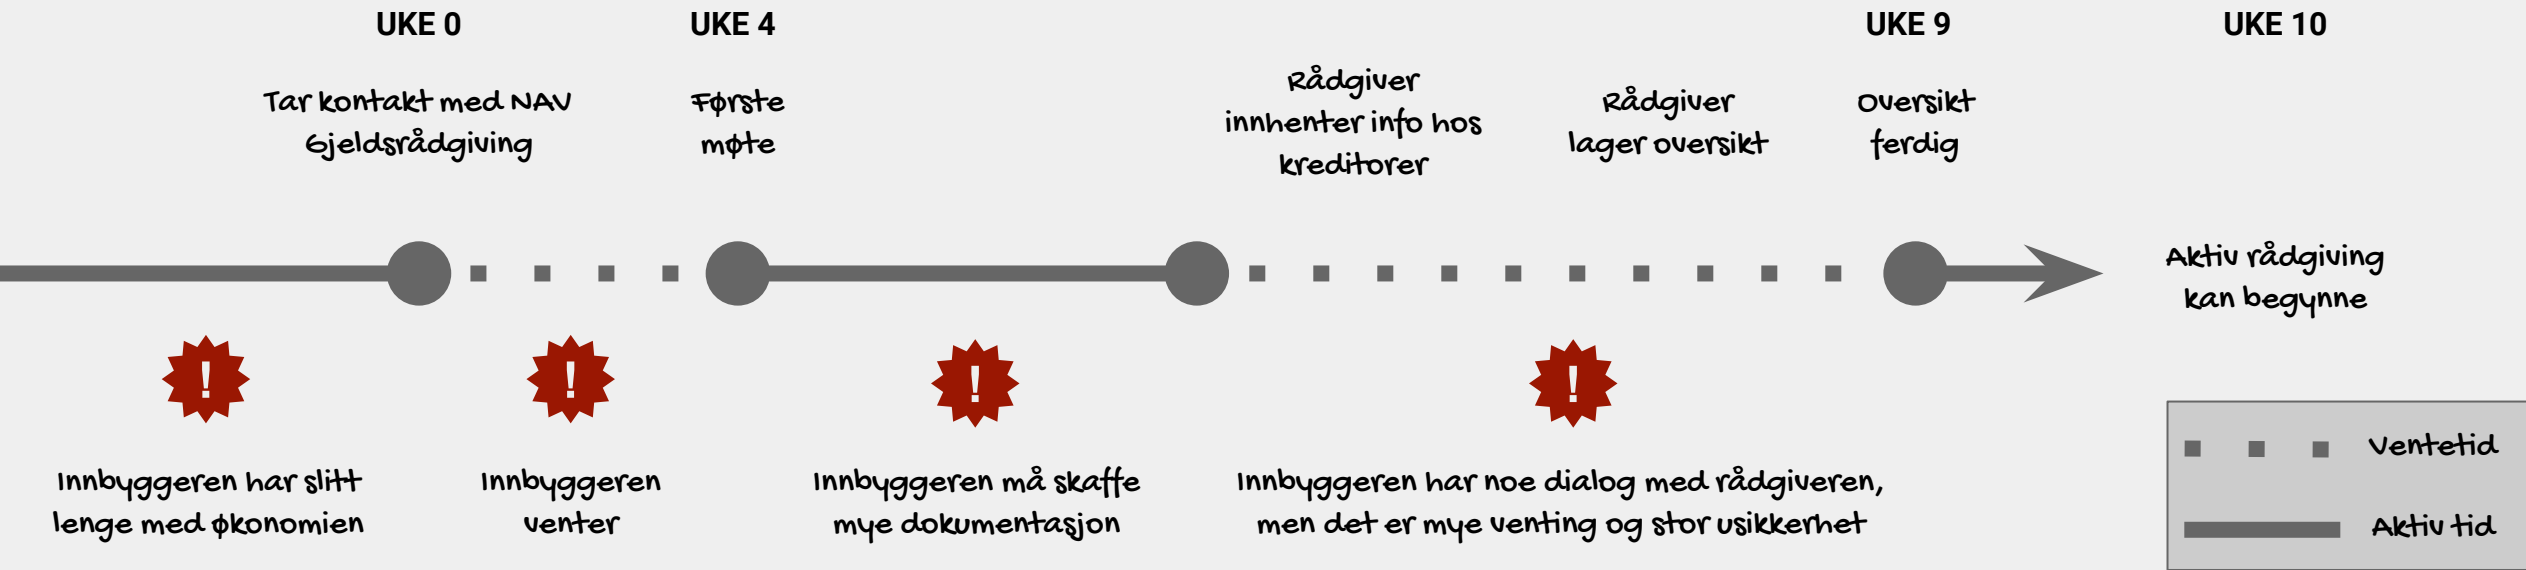 UKE 0
Tar kontakt med NAV
Gjeldsrådgiving
UKE 4
Første
møte
Rådgiver
innhenter info hos
kreditorer
Rådgiver
lager oversikt
UKE 9
Oversikt
ferdig
UKE 10
Aktiv rådgiving
kan begynne
!
Innbyggeren har slitt
lenge med økonomien
!
Innbyggeren
venter
!
Innbyggeren må skaffe
mye dokumentasjon
!
Innbyggeren har noe dialog med rådgiveren,
men det er mye venting og stor usikkerhet
Ventetid
Aktiv tid